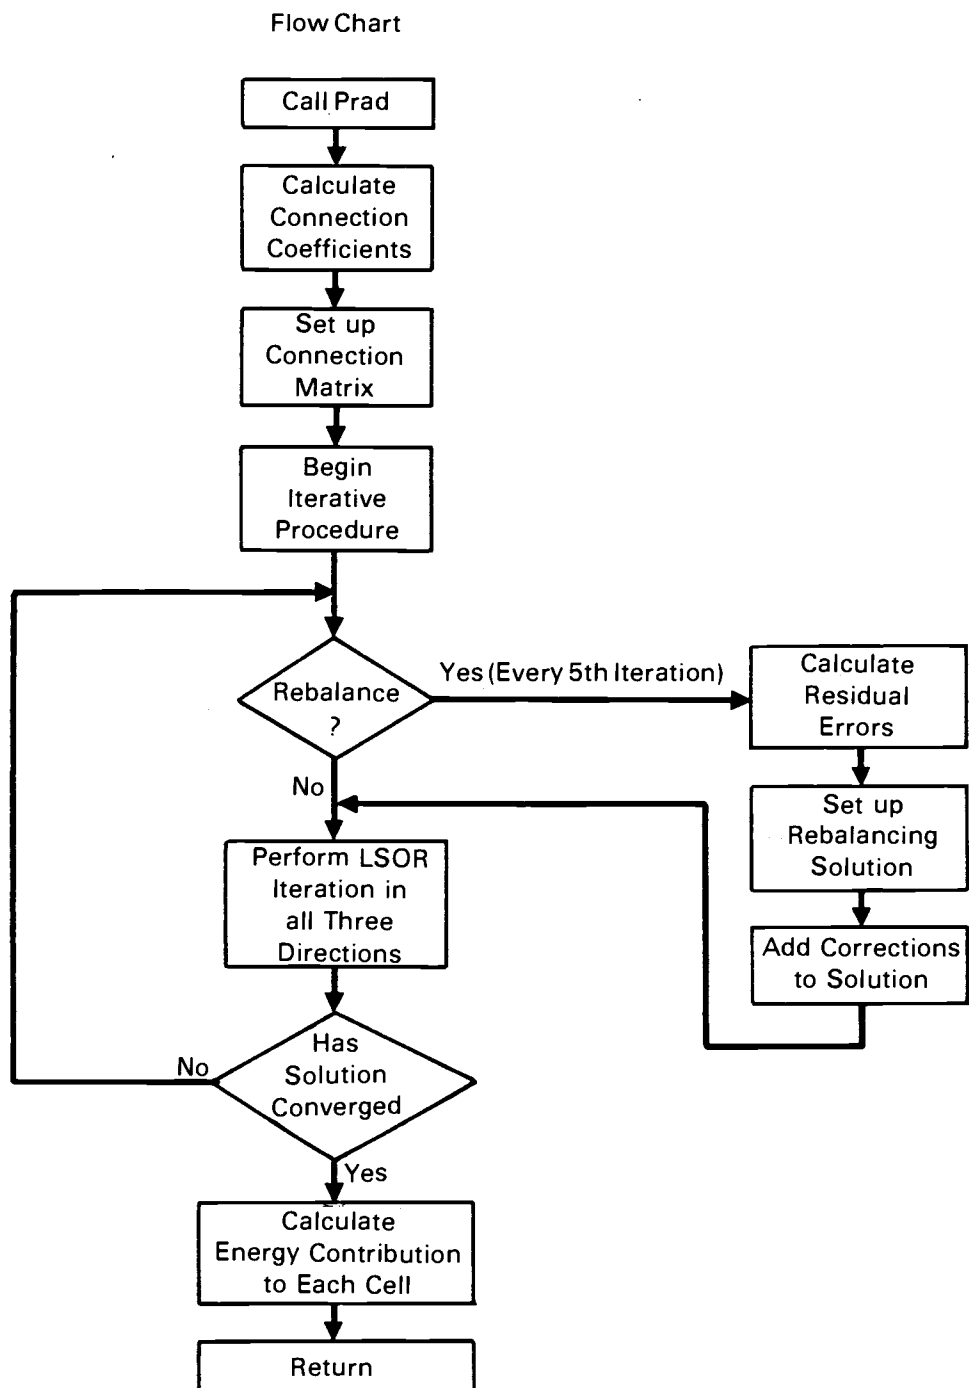 Flow Chart
Call Prad
Calculate
Connection
Coefficients
Set up
Connection
Matrix
Begin
Iterative
Procedure
Rebalance
?
Yes (Every 5th Iteration)
Calculate
Residual
Errors
Set up
Rebalancing
Solution
Add Corrections
to Solution
No
Perform LSOR
Iteration in
all Three
Directions
Has
Solution
Converged
No
Yes
Calculate
Energy Contribution
to Each Cell
Return